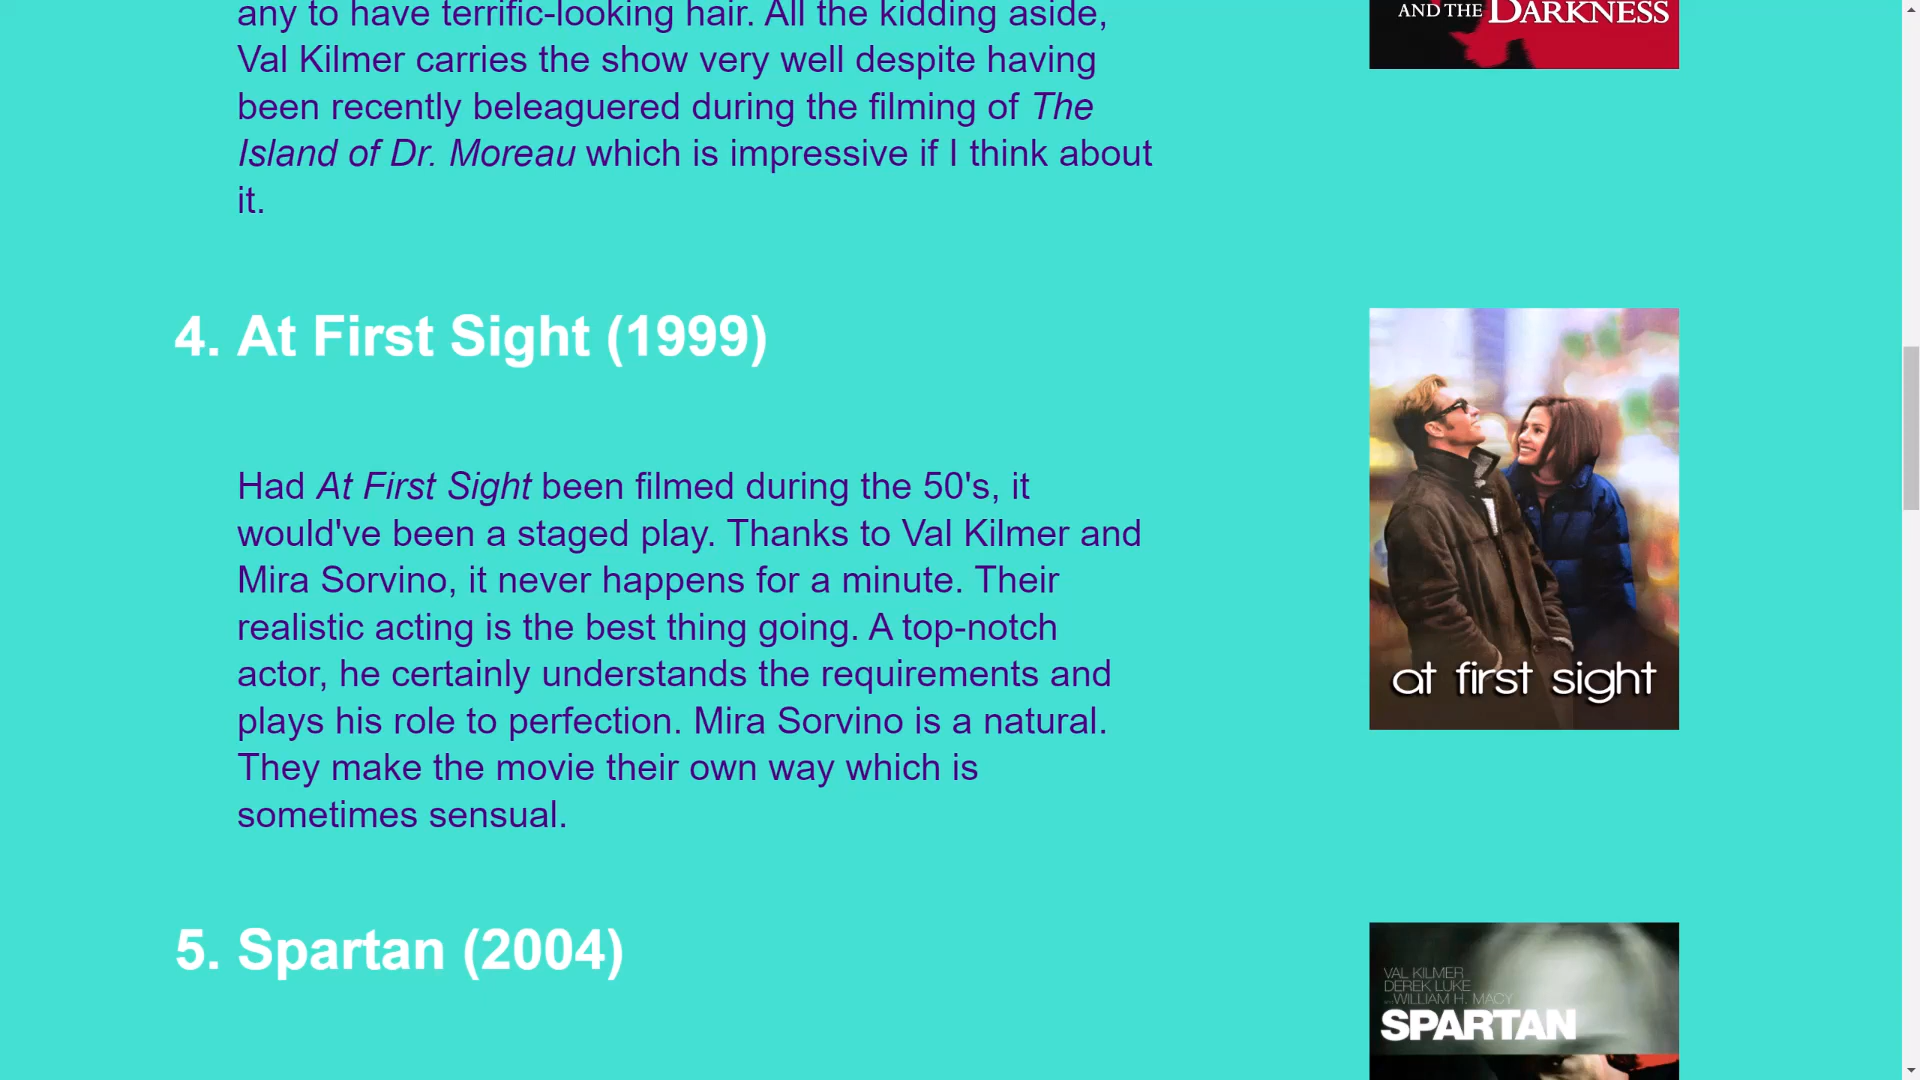 any to have terrific-looking hair. All the kidding aside,
Val Kilmer carries the show very well despite having
been recently beleaguered during the filming of The
Island of Dr. Moreau which is impressive if I think about
it.
AND THE DARKNESS
4. At First Sight (1999)
Had At First Sight been filmed during the 50's, it
would've been a staged play. Thanks to Val Kilmer and
Mira Sorvino, it never happens for a minute. Their
realistic acting is the best thing going. A top-notch
actor, he certainly understands the requirements and
plays his role to perfection. Mira Sorvino is a natural.
They make the movie their own way which is
sometimes sensual.
at first sight
5. Spartan (2004)
VAL KILMER
DEREK LUKE
AND WILLIAM H. MACY
SPARTAN